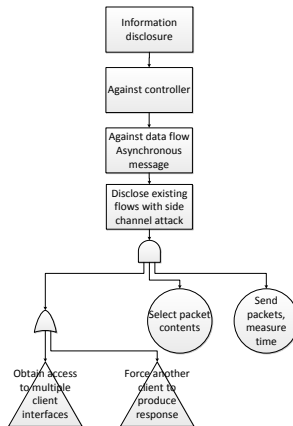 Information
disclosure
Against controller
Against data flow
Asynchronous
message
Disclose existing
flows with side
channel attack
Select packet
contents
Send
packets,
measure
time
Obtain access
to multiple
client
interfaces
Force another
client to
produce
response